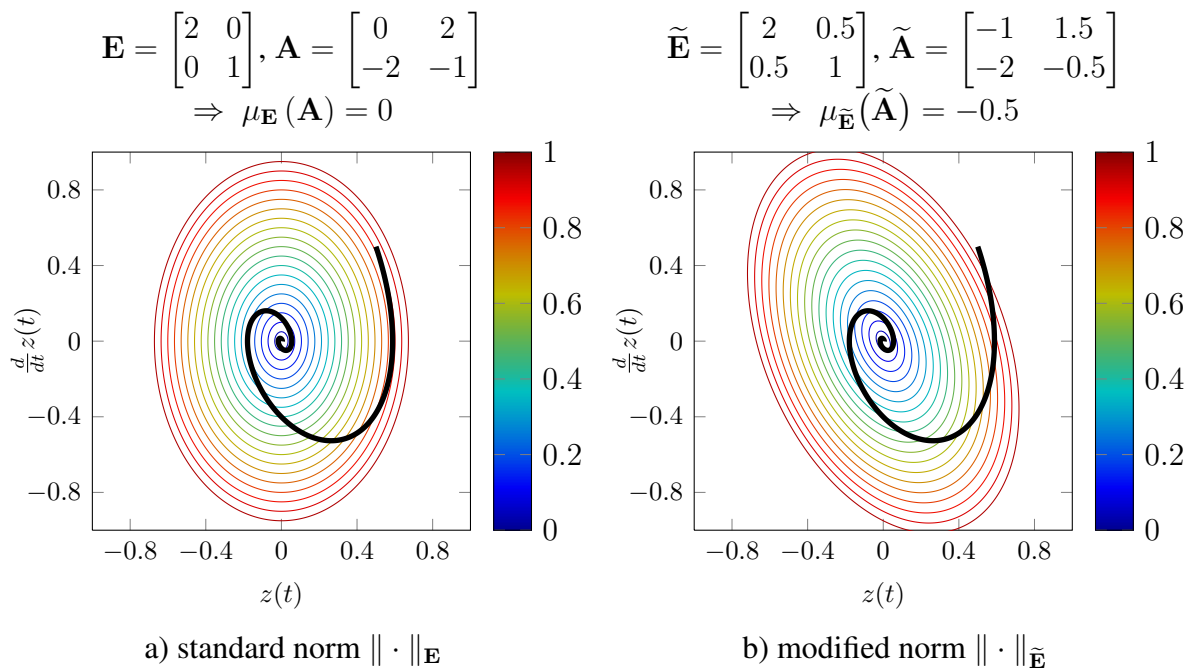 E = [2 0; 0 1], A = [0 2; −2 −1]
⇒ μ_E (A) = 0
Ẽ = [2 0.5; 0.5 1], Ã = [−1 1.5; −2 −0.5]
⇒ μ_Ẽ(Ã) = −0.5
0.8
0.4
0
−0.4
−0.8
d/dt z(t)
−0.8 −0.4 0 0.4 0.8
z(t)
1
0.8
0.6
0.4
0.2
0
a) standard norm ‖ · ‖_E
0.8
0.4
0
−0.4
−0.8
d/dt z(t)
−0.8 −0.4 0 0.4 0.8
z(t)
1
0.8
0.6
0.4
0.2
0
b) modified norm ‖ · ‖_Ẽ